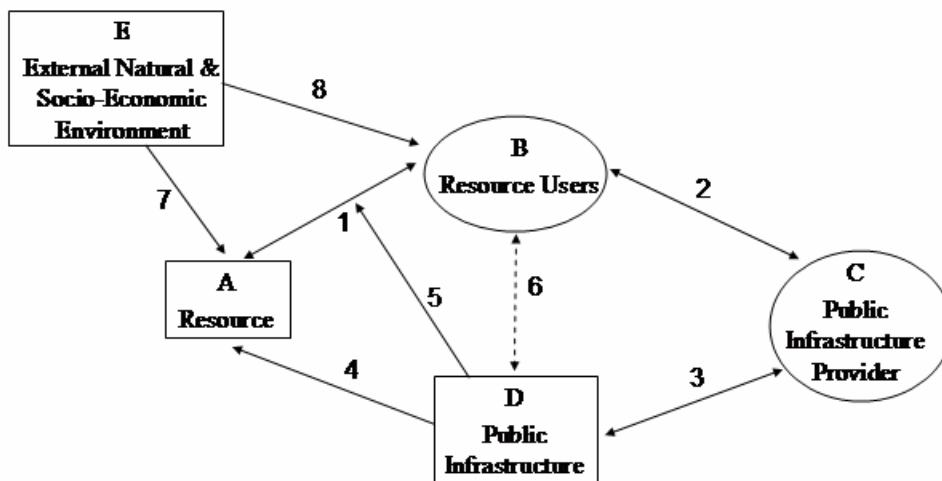 E
External Natural &
Socio-Economic
Environment
8
B
Resource Users
2
7
1
A
Resource
5
6
C
Public
Infrastructure
Provider
4
3
D
Public
Infrastructure